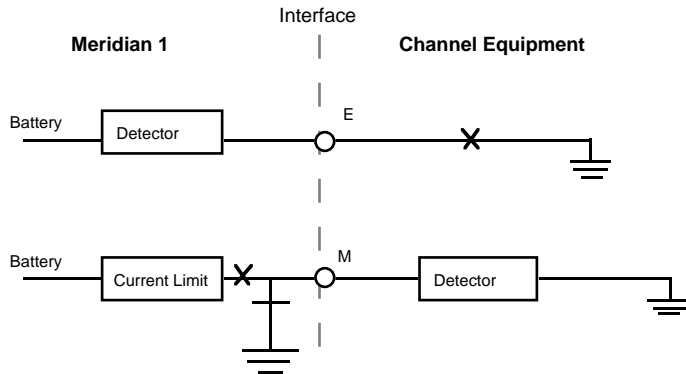 Interface
Meridian 1
Channel Equipment
Battery
Detector
E
Battery
Current Limit
M
Detector